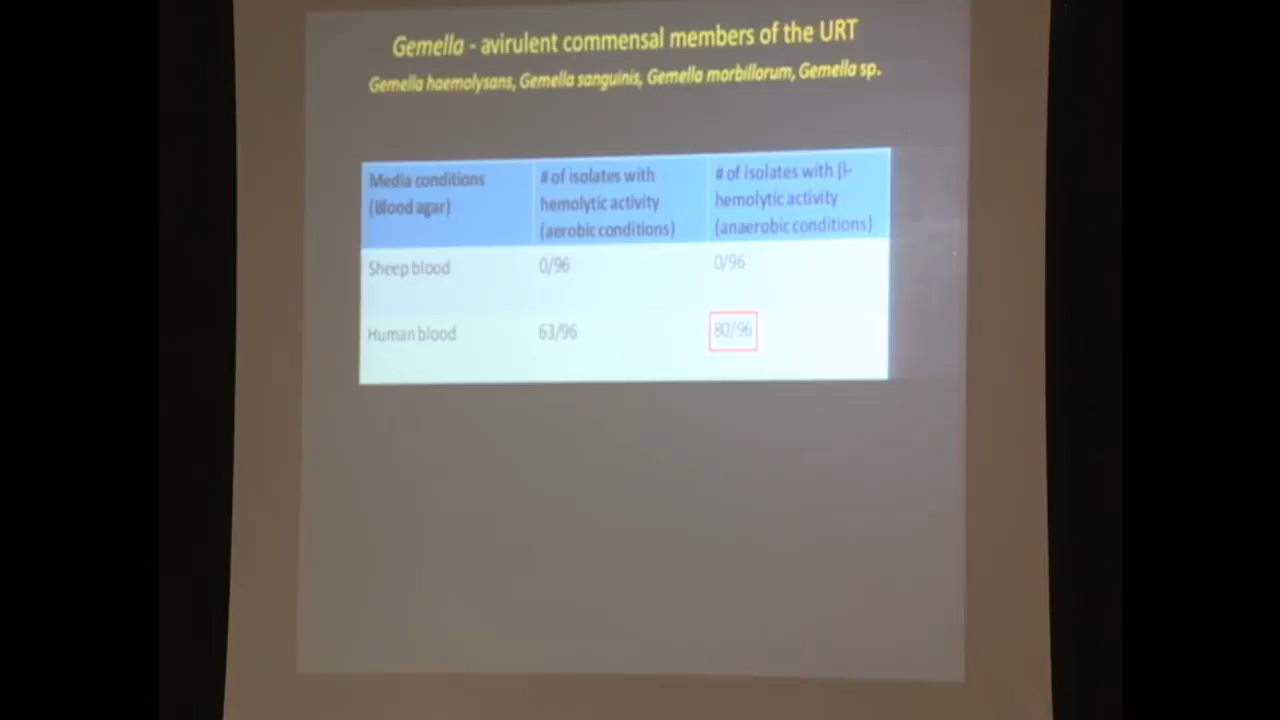 Gemella - avirulent commensal members of the URT
Gemella haemolysans, Gemella sanguinis, Gemella morbillorum, Gemella sp.
Media conditions
(Blood agar)
# of isolates with
hemolytic activity
(aerobic conditions)
# of isolates with β-
hemolytic activity
(anaerobic conditions)
Sheep blood
0/96
0/96
Human blood
63/96
80/96